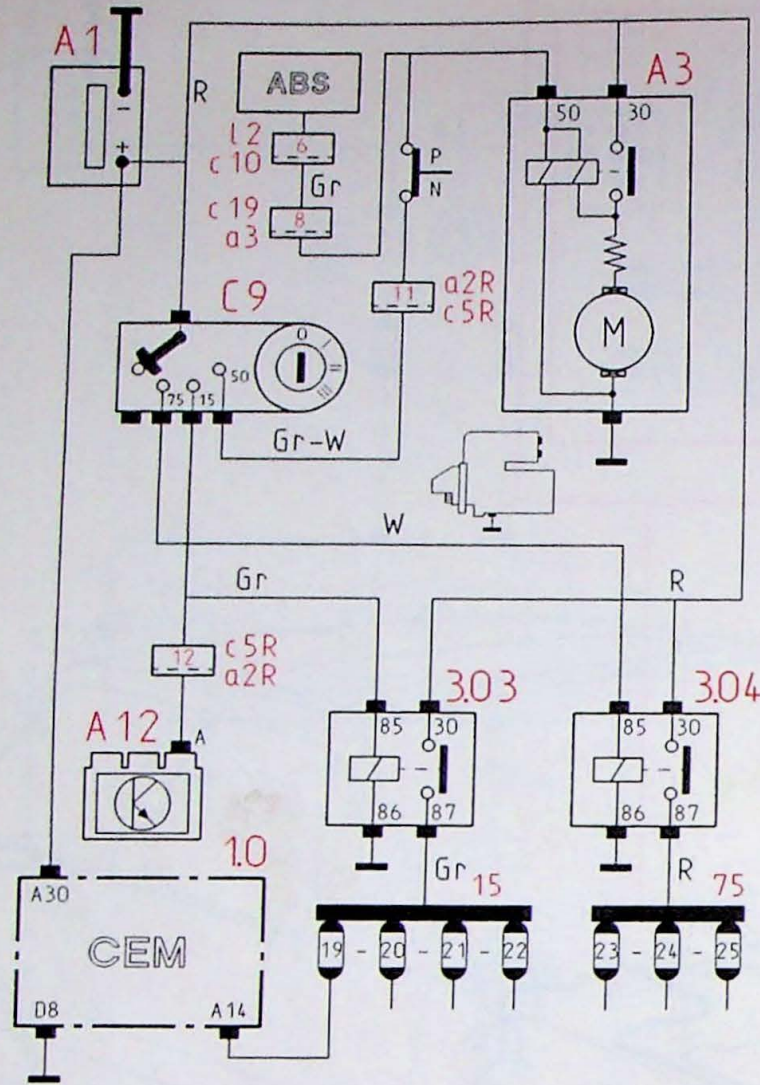 A1
-
+
R
ABS
l2
c10
6
Gr
c19
a3
8
P
N
11
a2R
c5R
A3
50
30
M
C9
0
I
II
III
50
75
15
Gr-W
W
Gr
R
12
c5R
a2R
A12
A
3.03
85
30
86
87
3.04
85
30
86
87
1.0
A30
CEM
D8
A14
Gr
15
19 - 20 - 21 - 22
R
75
23 - 24 - 25